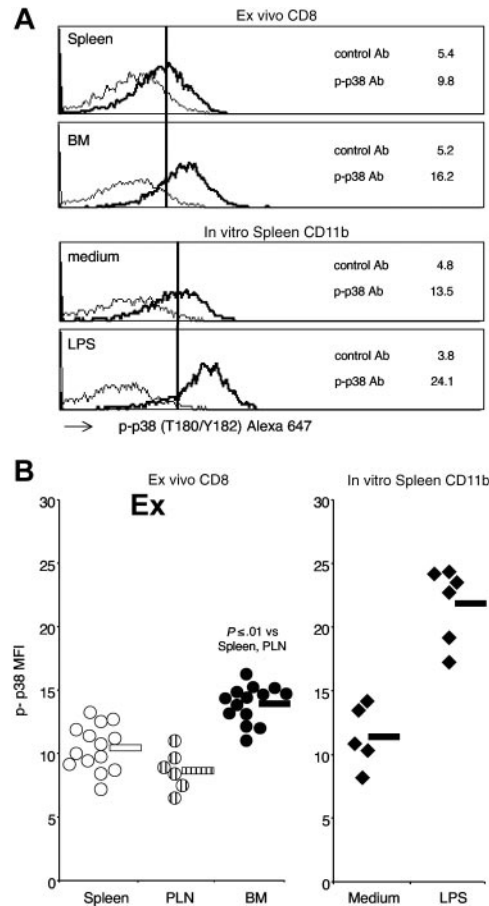 A
Ex vivo CD8
Spleen
control Ab 5.4
p-p38 Ab 9.8
BM
control Ab 5.2
p-p38 Ab 16.2
In vitro Spleen CD11b
medium
control Ab 4.8
p-p38 Ab 13.5
LPS
control Ab 3.8
p-p38 Ab 24.1
p-p38 (T180/Y182) Alexa 647
B
Ex vivo CD8
In vitro Spleen CD11b
Ex
30
25
20
15
10
5
0
p- p38 MFI
P ≤.01 vs
Spleen, PLN
Spleen PLN BM
30
25
20
15
10
5
0
Medium LPS